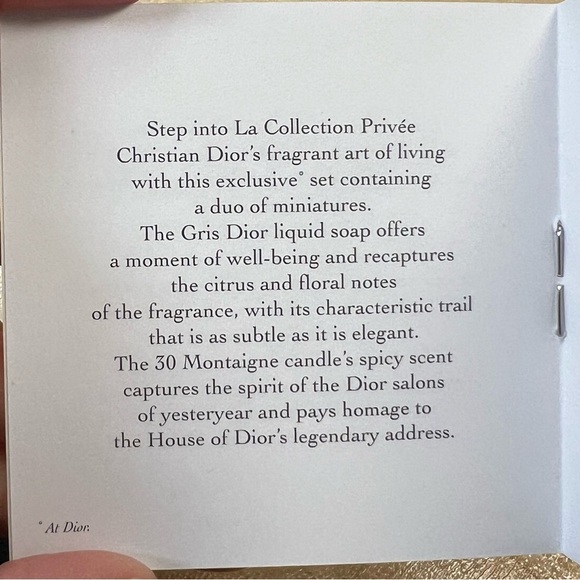 Step into La Collection Privée
Christian Dior's fragrant art of living
with this exclusive* set containing
a duo of miniatures.
The Gris Dior liquid soap offers
a moment of well-being and recaptures
the citrus and floral notes
of the fragrance, with its characteristic trail
that is as subtle as it is elegant.
The 30 Montaigne candle's spicy scent
captures the spirit of the Dior salons
of yesteryear and pays homage to
the House of Dior's legendary address.
* At Dior.